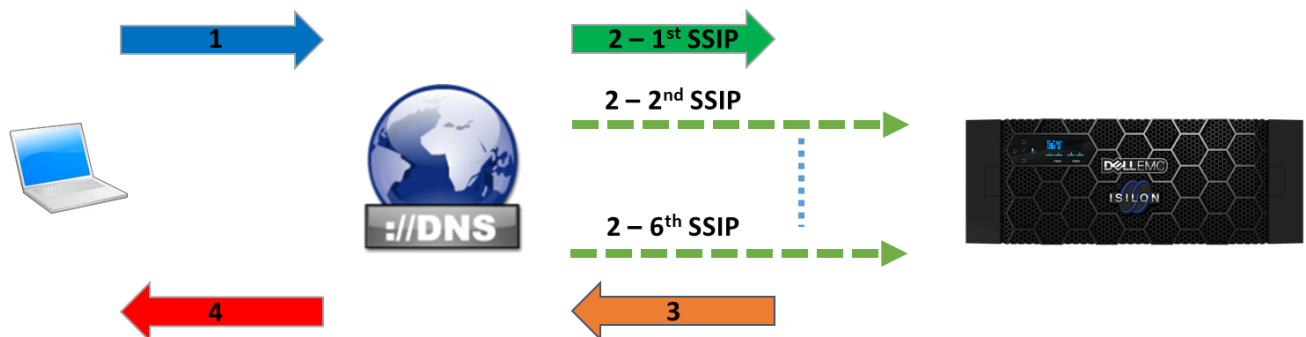 1
2 – 1st SSIP
2 – 2nd SSIP
://DNS
2 – 6th SSIP
DELLEMC
ISILON
4
3